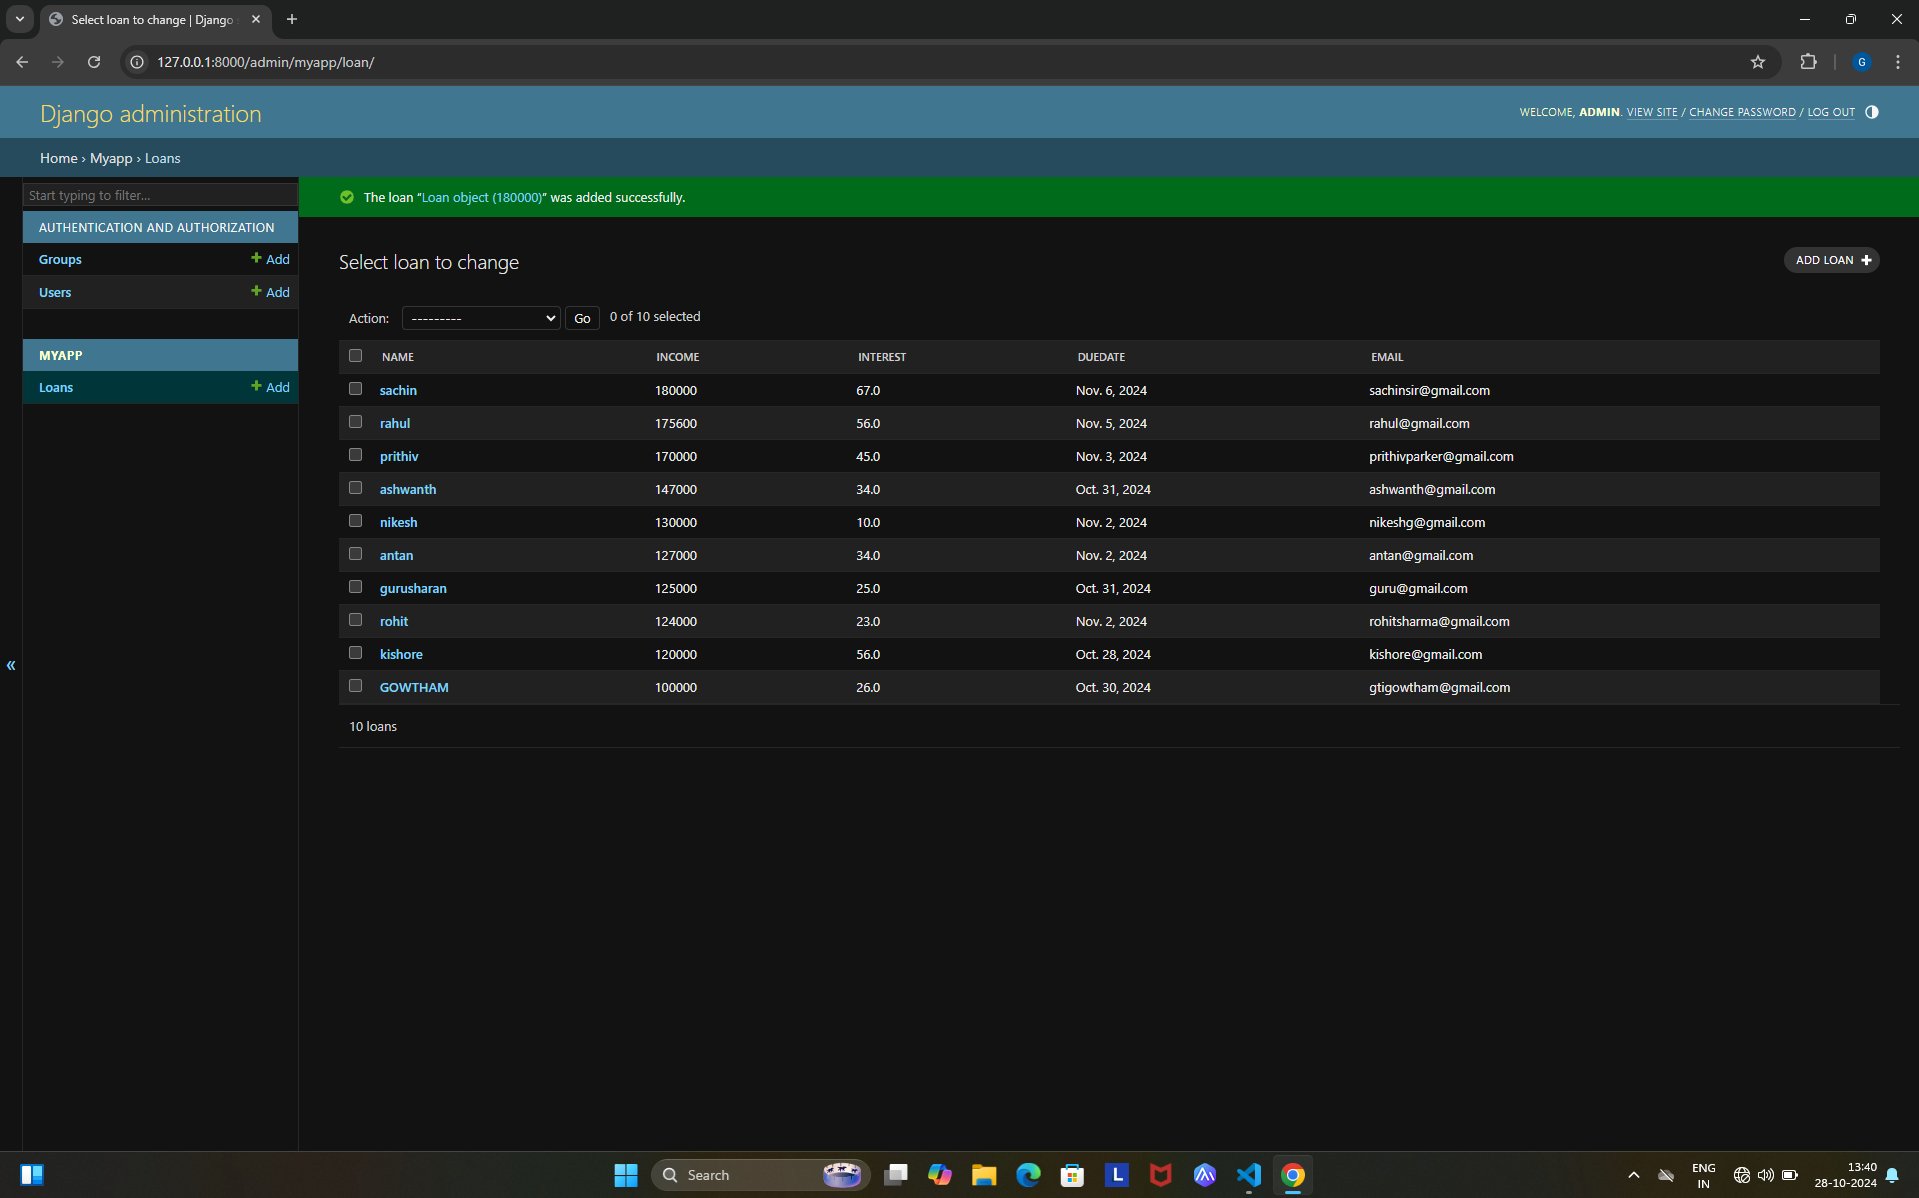 Select loan to change | Django
127.0.0.1:8000/admin/myapp/loan/
G
Django administration
WELCOME, ADMIN. VIEW SITE / CHANGE PASSWORD / LOG OUT
Home › Myapp › Loans
Start typing to filter...
The loan “Loan object (180000)” was added successfully.
AUTHENTICATION AND AUTHORIZATION
Groups + Add
Users + Add
MYAPP
Loans + Add
«
Select loan to change
ADD LOAN +
Action: --------- Go 0 of 10 selected
NAME INCOME INTEREST DUEDATE EMAIL
sachin 180000 67.0 Nov. 6, 2024 sachinsir@gmail.com
rahul 175600 56.0 Nov. 5, 2024 rahul@gmail.com
prithiv 170000 45.0 Nov. 3, 2024 prithivparker@gmail.com
ashwanth 147000 34.0 Oct. 31, 2024 ashwanth@gmail.com
nikesh 130000 10.0 Nov. 2, 2024 nikeshg@gmail.com
antan 127000 34.0 Nov. 2, 2024 antan@gmail.com
gurusharan 125000 25.0 Oct. 31, 2024 guru@gmail.com
rohit 124000 23.0 Nov. 2, 2024 rohitsharma@gmail.com
kishore 120000 56.0 Oct. 28, 2024 kishore@gmail.com
GOWTHAM 100000 26.0 Oct. 30, 2024 gtigowtham@gmail.com
10 loans
Search
L
ENG
IN
13:40
28-10-2024